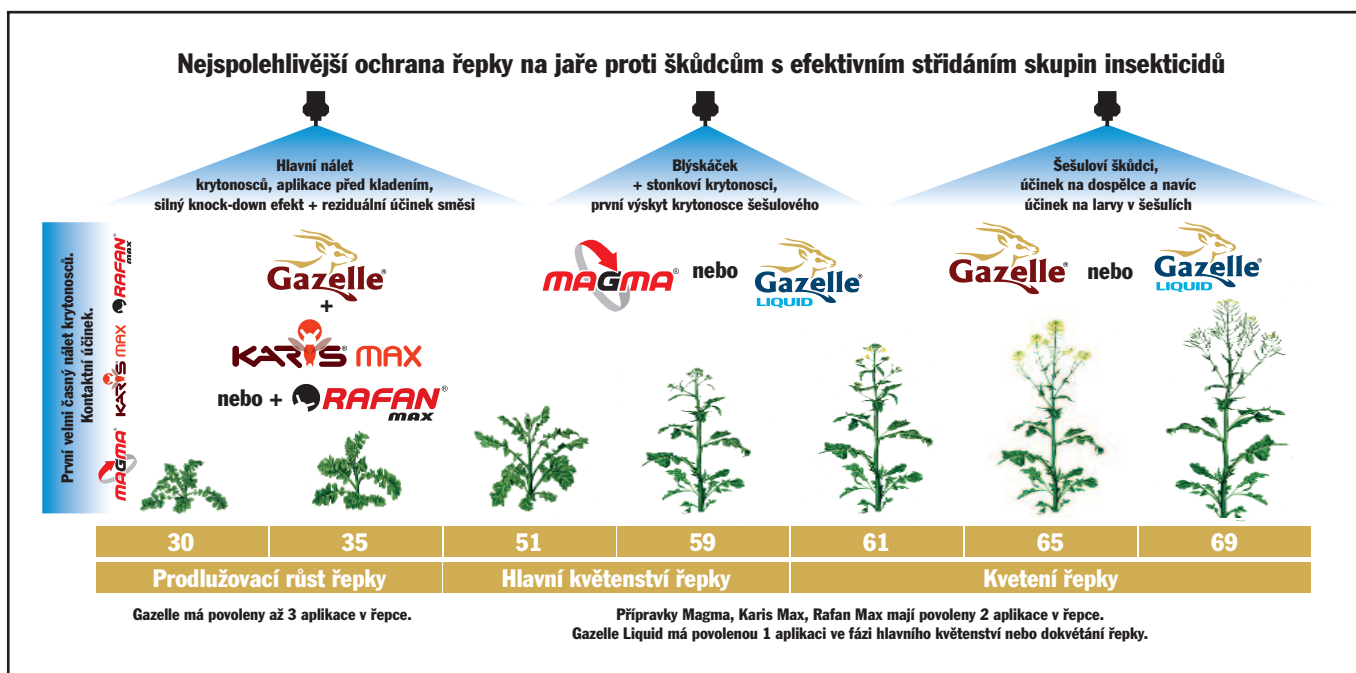 Nejspolehlivější ochrana řepky na jaře proti škůdcům s efektivním střídáním skupin insekticidů
Hlavní nálet
krytonosců, aplikace před kladením,
silný knock-down efekt + reziduální účinek směsi
Blýskáček
+ stonkoví krytonosci,
první výskyt krytonosce šešulového
Šešuloví škůdci,
účinek na dospělce a navíc
účinek na larvy v šešulích
První velmi časný nálet krytonosců.
Kontaktní účinek.
MAGMA®
KARIS® MAX
RAFAN® max
Gazelle®
+
KARIS® MAX
nebo + RAFAN®
max
MAGMA® nebo Gazelle®
LIQUID
Gazelle® nebo Gazelle®
LIQUID
30 35 51 59 61 65 69
Prodlužovací růst řepky Hlavní květenství řepky Kvetení řepky
Gazelle má povoleny až 3 aplikace v řepce.
Přípravky Magma, Karis Max, Rafan Max mají povoleny 2 aplikace v řepce.
Gazelle Liquid má povolenou 1 aplikaci ve fázi hlavního květenství nebo dokvétání řepky.